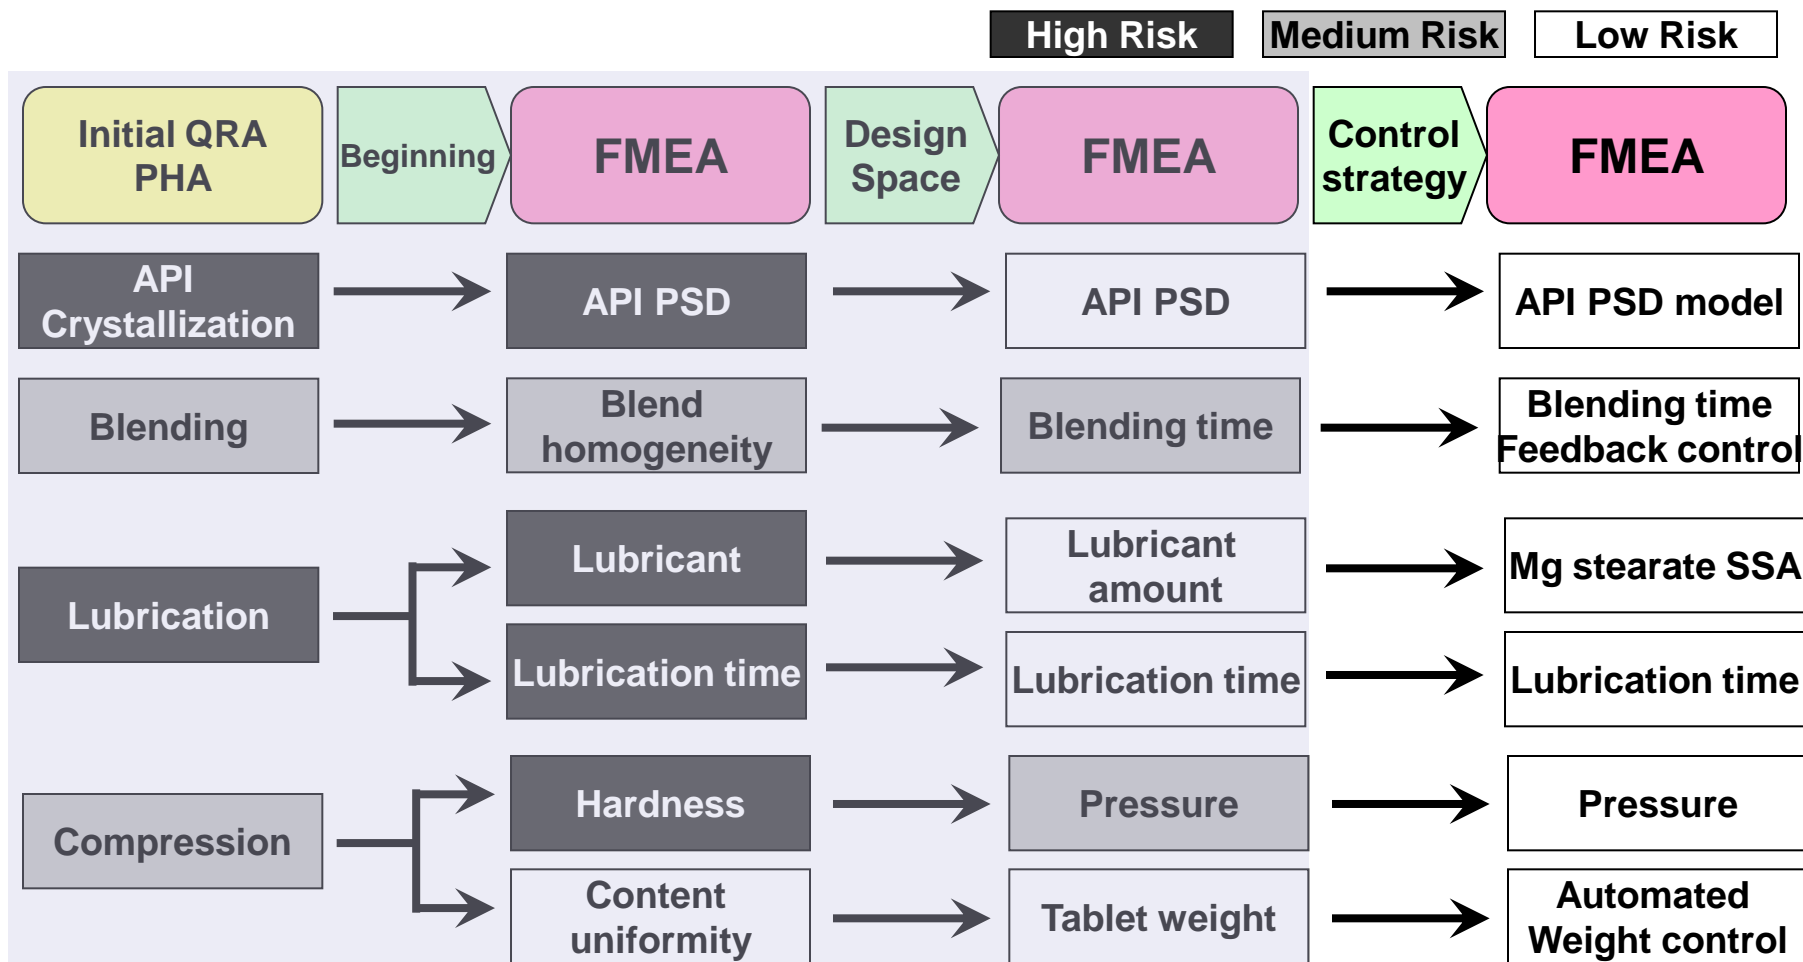 High Risk
Medium Risk
Low Risk
Initial QRA
PHA
Beginning
FMEA
Design
Space
FMEA
Control
strategy
FMEA
API
Crystallization
API PSD
API PSD
API PSD model
Blending
Blend
homogeneity
Blending time
Blending time
Feedback control
Lubrication
Lubricant
Lubricant
amount
Mg stearate SSA
Lubrication time
Lubrication time
Lubrication time
Compression
Hardness
Pressure
Pressure
Content
uniformity
Tablet weight
Automated
Weight control